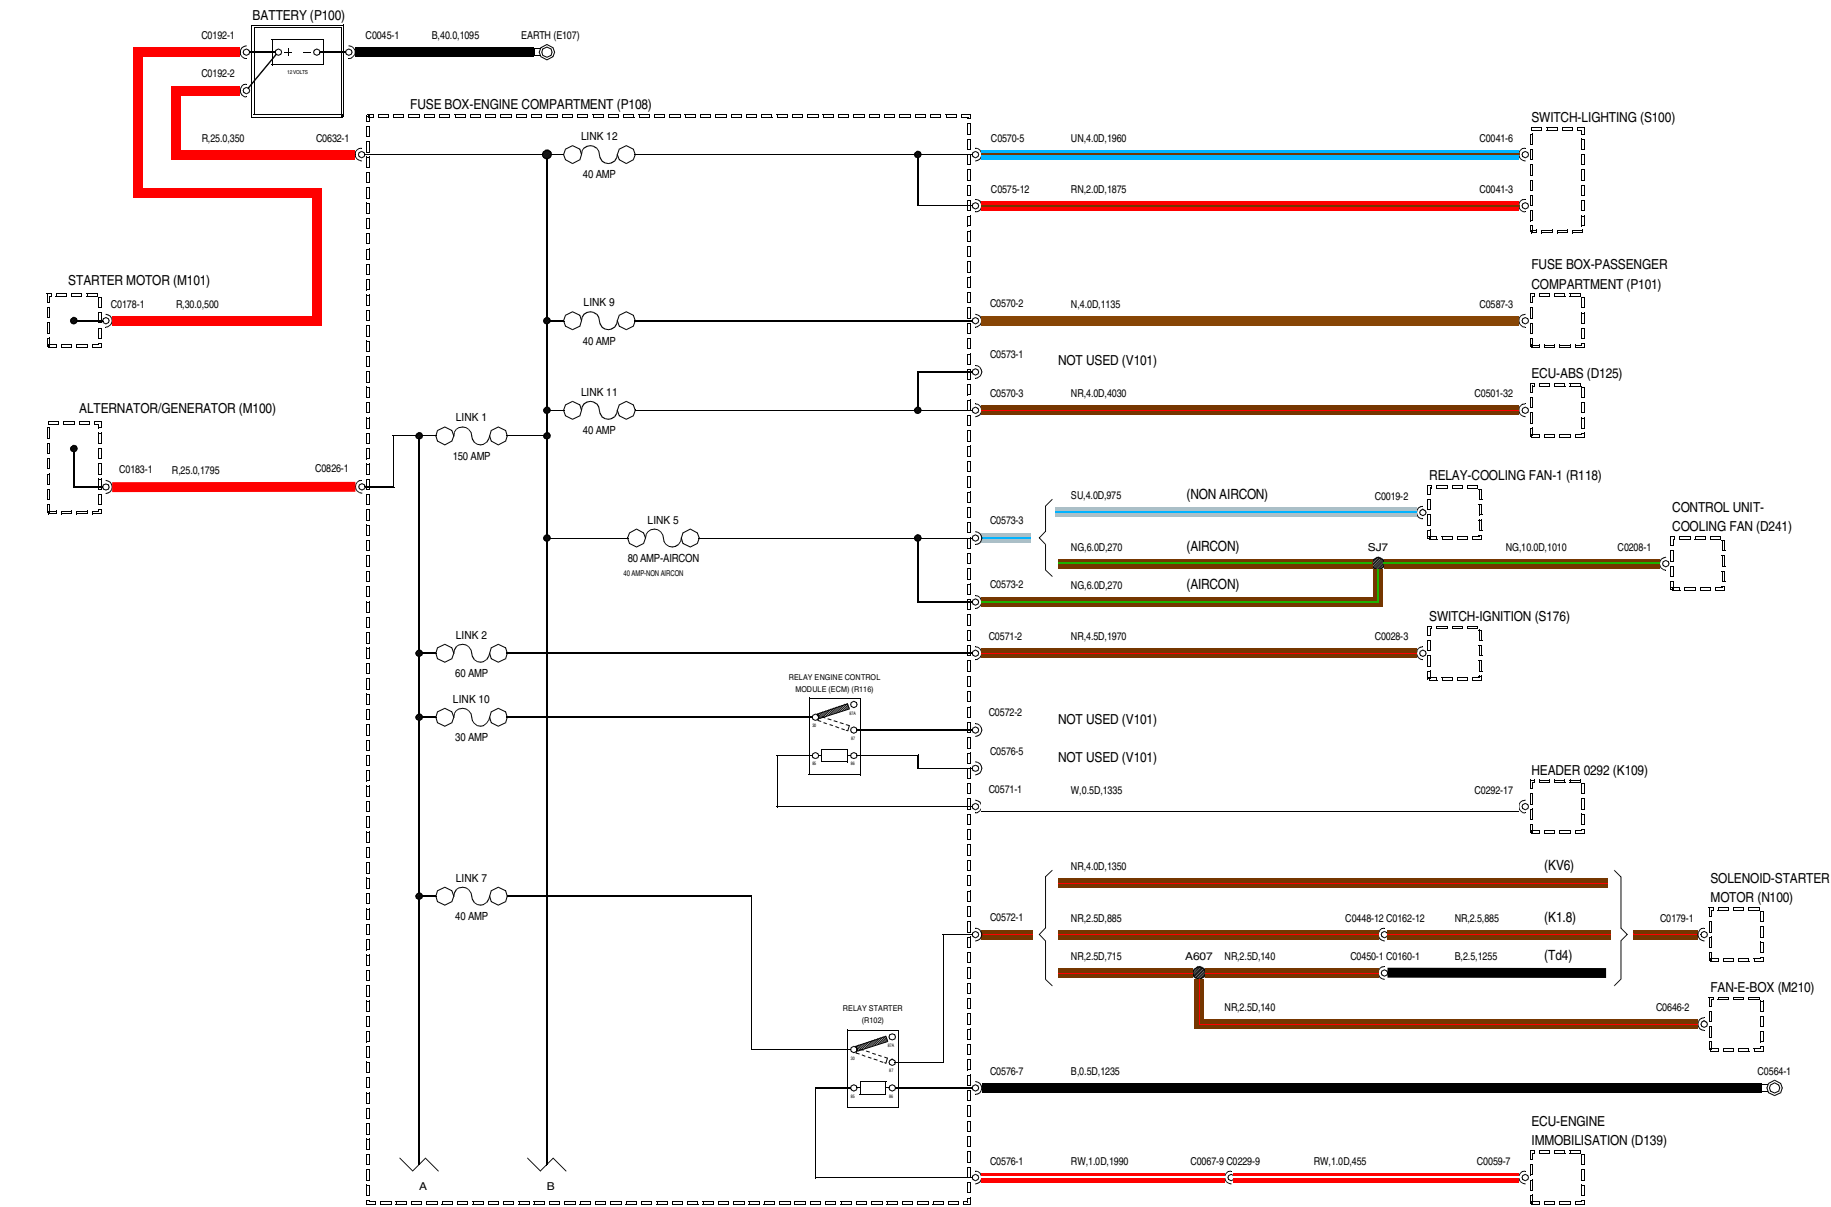 BATTERY (P100)
C0192-1
C0045-1 B,40.0,1095 EARTH (E107)
+ −
12 VOLTS
C0192-2
FUSE BOX-ENGINE COMPARTMENT (P108)
R,25.0,350 C0632-1
LINK 12
40 AMP
C0570-5 UN,4.0D,1960 C0041-6
SWITCH-LIGHTING (S100)
C0575-12 RN,2.0D,1875 C0041-3
STARTER MOTOR (M101)
C0178-1 R,30.0,500
LINK 9
40 AMP
C0570-2 N,4.0D,1135 C0587-3
FUSE BOX-PASSENGER
COMPARTMENT (P101)
C0573-1 NOT USED (V101)
LINK 11
40 AMP
C0570-3 NR,4.0D,4030 C0501-32
ECU-ABS (D125)
ALTERNATOR/GENERATOR (M100)
C0183-1 R,25.0,1795 C0826-1
LINK 1
150 AMP
LINK 5
80 AMP-AIRCON
40 AMP-NON AIRCON
C0573-3
SU,4.0D,975 (NON AIRCON) C0019-2
RELAY-COOLING FAN-1 (R118)
NG,6.0D,270 (AIRCON) SJ7 NG,10.0D,1010 C0208-1
CONTROL UNIT-
COOLING FAN (D241)
C0573-2 NG,6.0D,270 (AIRCON)
LINK 2
60 AMP
C0571-2 NR,4.5D,1970 C0028-3
SWITCH-IGNITION (S176)
LINK 10
30 AMP
RELAY ENGINE CONTROL
MODULE (ECM) (R116)
87A
30
87
85 86
C0572-2 NOT USED (V101)
C0576-5 NOT USED (V101)
C0571-1 W,0.5D,1335 C0292-17
HEADER 0292 (K109)
LINK 7
40 AMP
NR,4.0D,1350 (KV6)
C0572-1
NR,2.5D,885 C0448-12 C0162-12 NR,2.5,885 (K1.8)
C0179-1
SOLENOID-STARTER
MOTOR (N100)
NR,2.5D,715 A607 NR,2.5D,140 C0450-1 C0160-1 B,2.5,1255 (Td4)
NR,2.5D,140 C0646-2
FAN-E-BOX (M210)
RELAY STARTER
(R102)
87A
30
87
85 86
C0576-7 B,0.5D,1235 C0564-1
C0576-1 RW,1.0D,1990 C0067-9 C0229-9 RW,1.0D,455 C0059-7
ECU-ENGINE
IMMOBILISATION (D139)
A B